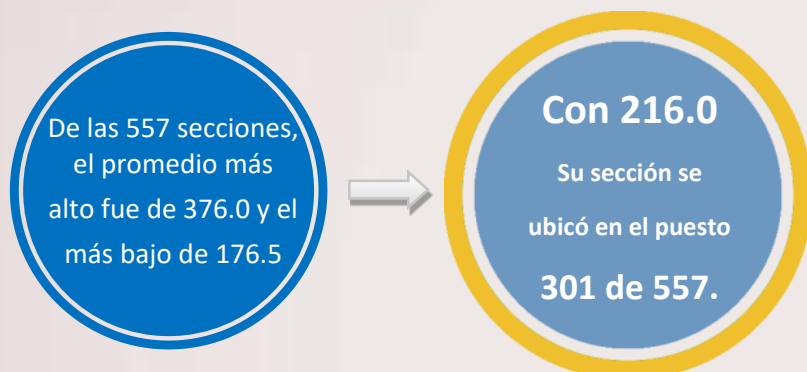 De las 557 secciones,
el promedio más
alto fue de 376.0 y el
más bajo de 176.5
Con 216.0
Su sección se
ubicó en el puesto
301 de 557.